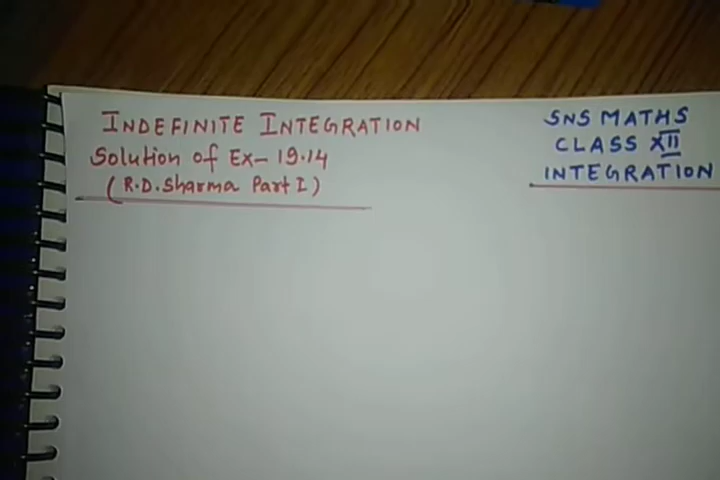 INDEFINITE INTEGRATION
Solution of Ex- 19.14
(R.D. Sharma Part I)
SNS MATHS
CLASS XII
INTEGRATION